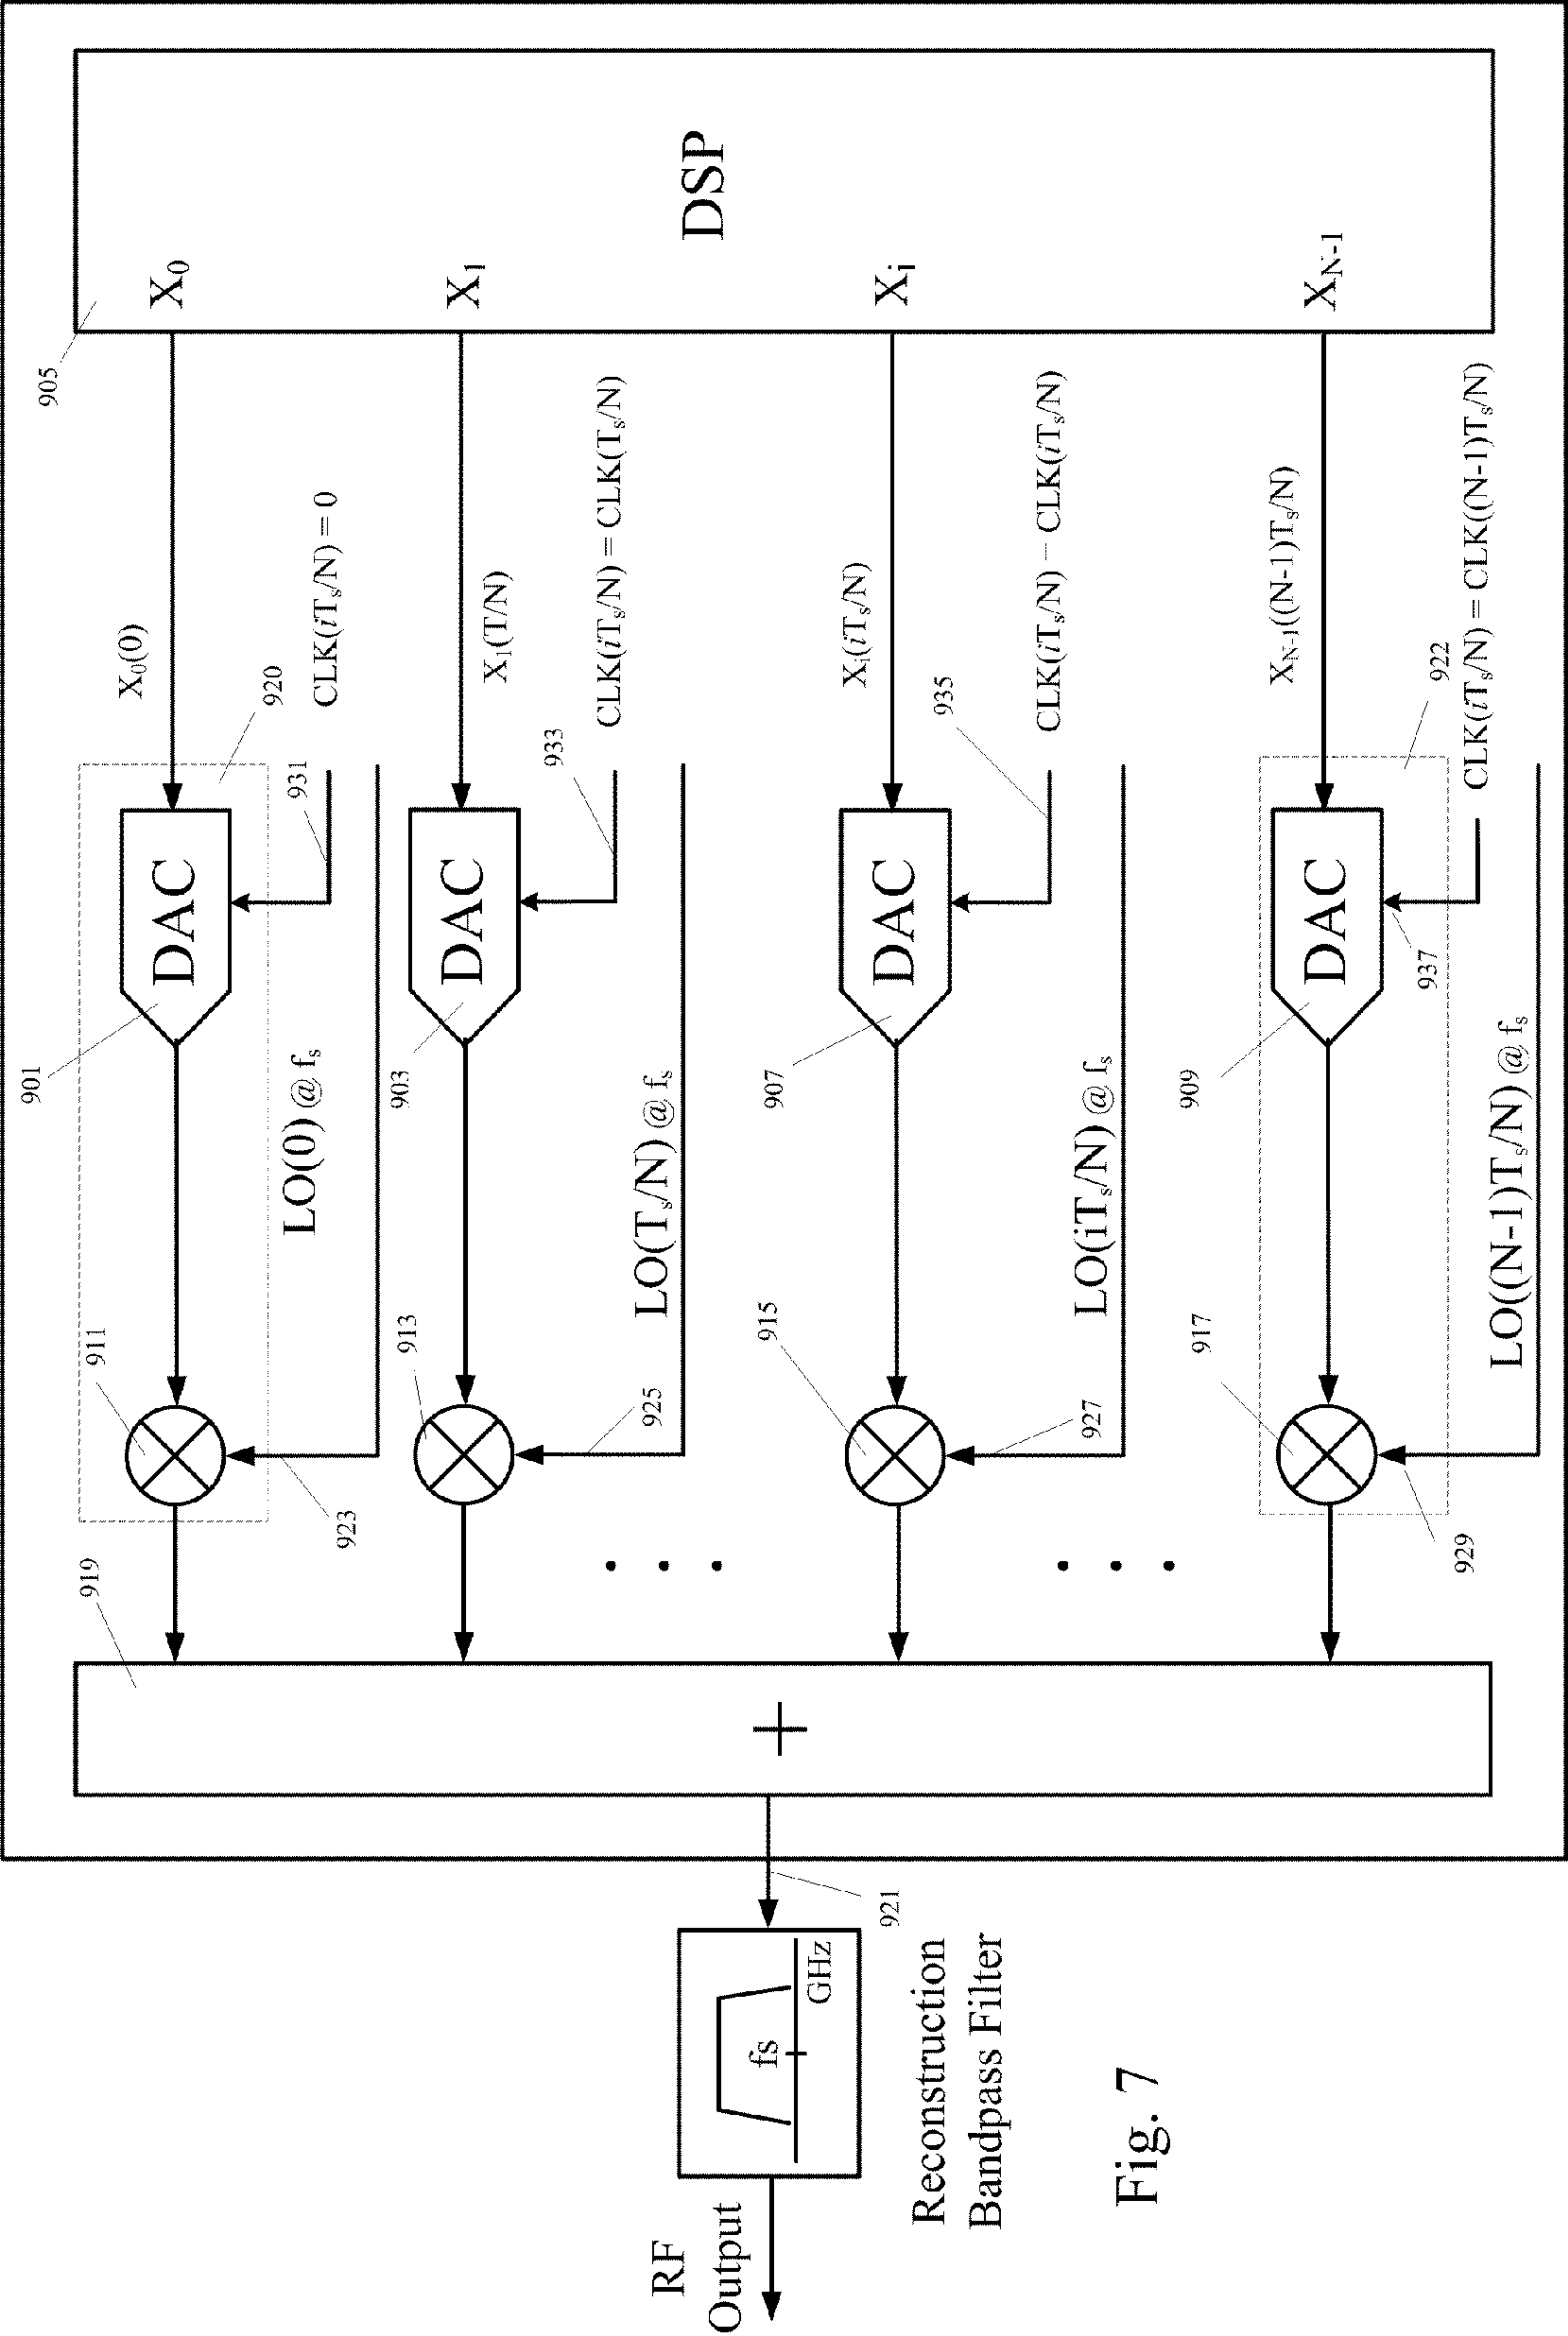 DSP
905
X0
X1
Xi
XN-1
X0(0)
920
CLK(iTs/N) = 0
X1(T/N)
CLK(iTs/N) = CLK(Ts/N)
Xi(iTs/N)
CLK(iTs/N) – CLK(iTs/N)
XN-1((N-1)Ts/N)
922
CLK(iTs/N) = CLK((N-1)Ts/N)
931
933
935
937
DAC
DAC
DAC
DAC
901
903
907
909
LO(0) @ fs
LO(Ts/N) @ fs
LO(iTs/N) @ fs
LO((N-1)Ts/N) @ fs
911
913
915
917
923
925
927
929
. . .
. . .
919
+
921
fs
GHz
Reconstruction
Bandpass Filter
RF
Output
Fig. 7